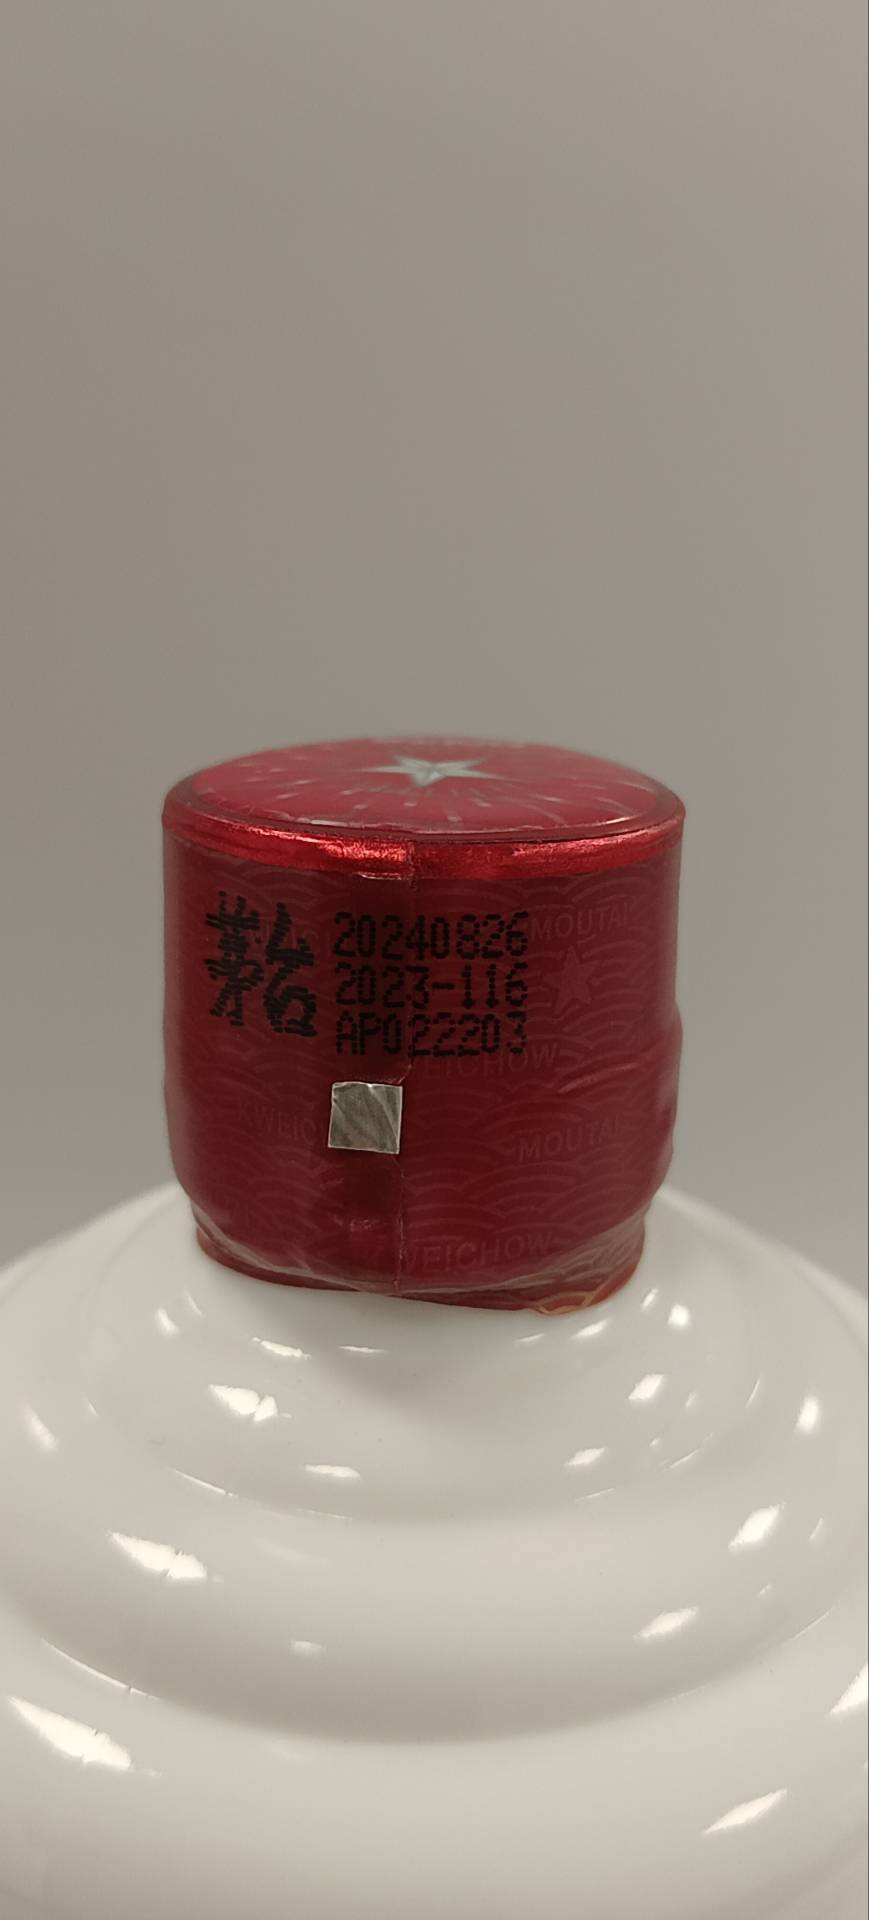 茅台
20240826
2023-116
AP022203
MOUTAI
KWEICHOW
MOUTAI
KWEICHOW